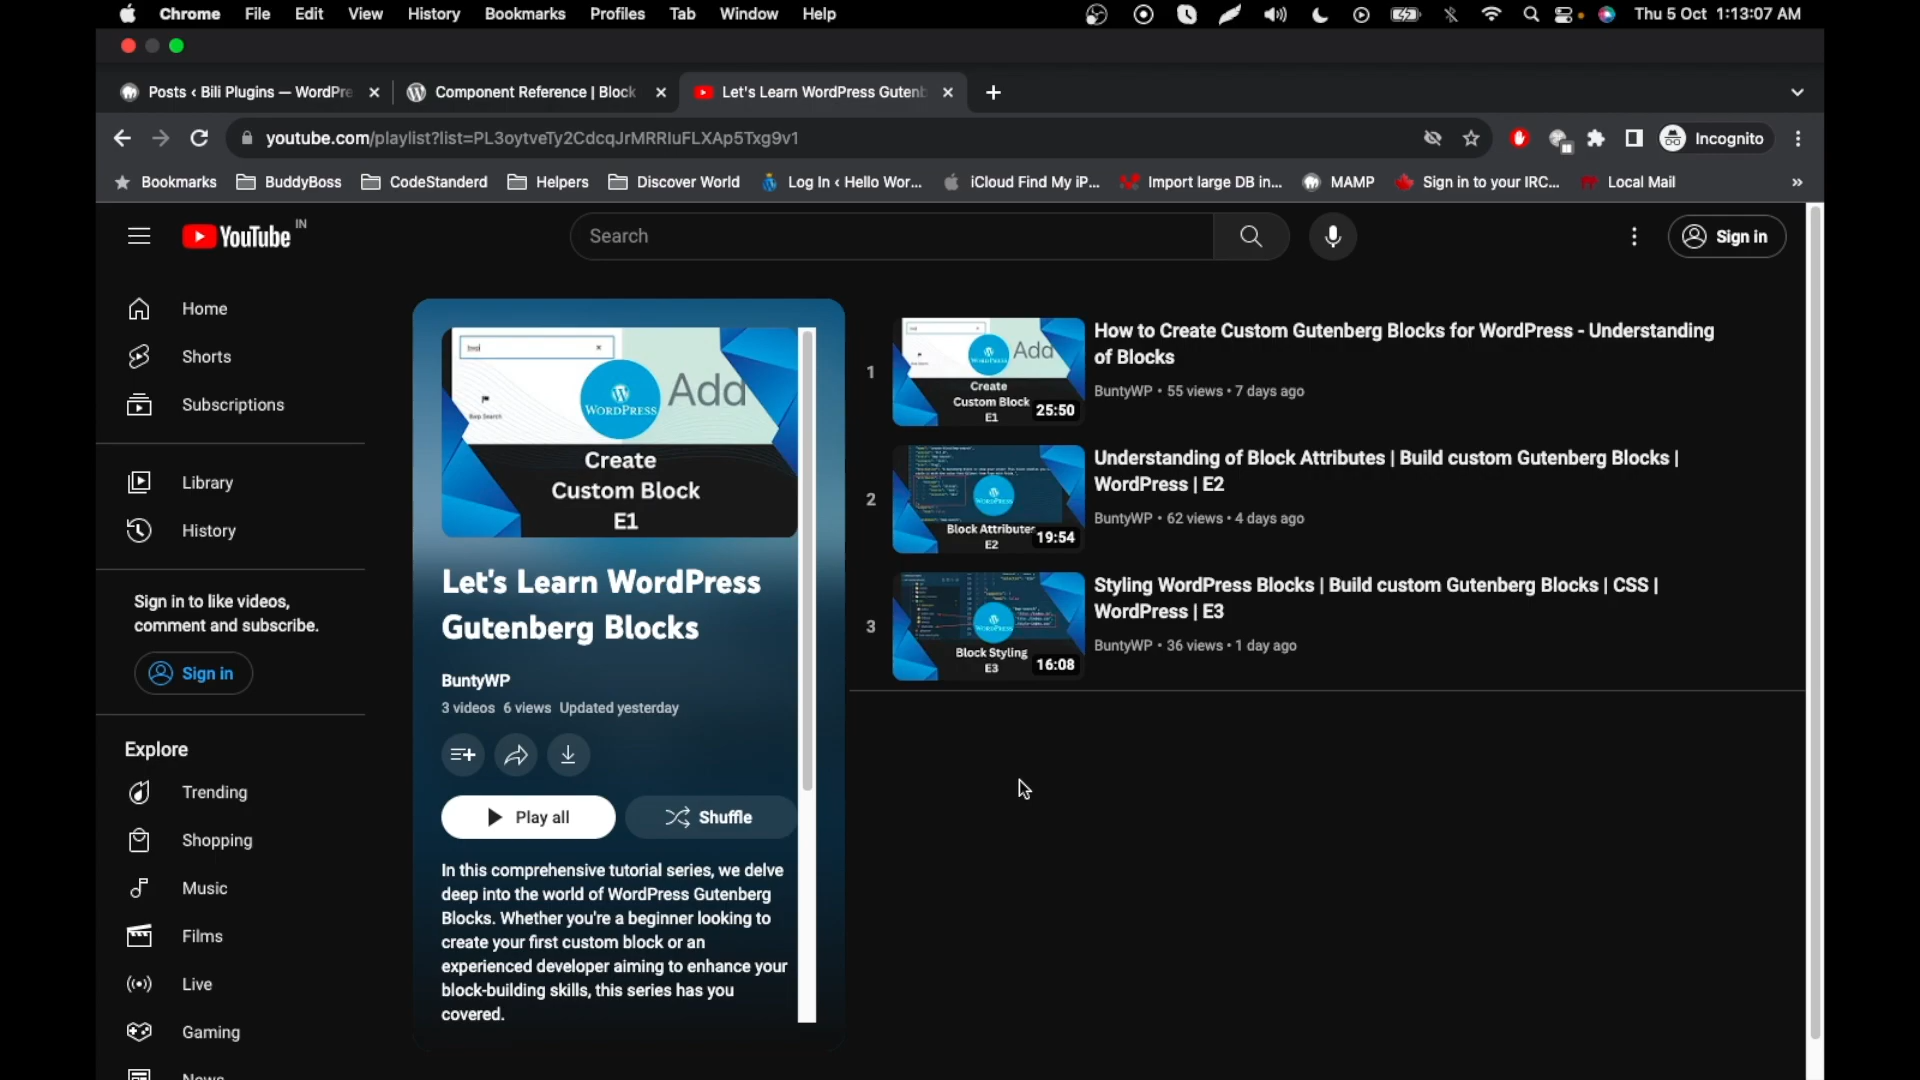 Chrome File Edit View History Bookmarks Profiles Tab Window Help Thu 5 Oct 1:13:07 AM
Posts ‹ Bili Plugins — WordPre Component Reference | Block Let's Learn WordPress Gutenb
youtube.com/playlist?list=PL3oytveTy2CdcqJrMRRIuFLXAp5Txg9v1 Incognito
Bookmarks BuddyBoss CodeStanderd Helpers Discover World Log In ‹ Hello Wor... iCloud Find My iP... Import large DB in... MAMP Sign in to your IRC... Local Mail »
YouTube IN
Search
Sign in
Home
Shorts
Subscriptions
Library
History
Sign in to like videos,
comment and subscribe.
Sign in
Explore
Trending
Shopping
Music
Films
Live
Gaming
News
WORDPRESS
Add
Create
Custom Block
E1
Let's Learn WordPress
Gutenberg Blocks
BuntyWP
3 videos 6 views Updated yesterday
Play all
Shuffle
In this comprehensive tutorial series, we delve
deep into the world of WordPress Gutenberg
Blocks. Whether you're a beginner looking to
create your first custom block or an
experienced developer aiming to enhance your
block-building skills, this series has you
covered.
1
Add
Create
Custom Block
E1
25:50
How to Create Custom Gutenberg Blocks for WordPress - Understanding
of Blocks
BuntyWP • 55 views • 7 days ago
2
Block Attributes
E2
19:54
Understanding of Block Attributes | Build custom Gutenberg Blocks |
WordPress | E2
BuntyWP • 62 views • 4 days ago
3
Block Styling
E3
16:08
Styling WordPress Blocks | Build custom Gutenberg Blocks | CSS |
WordPress | E3
BuntyWP • 36 views • 1 day ago